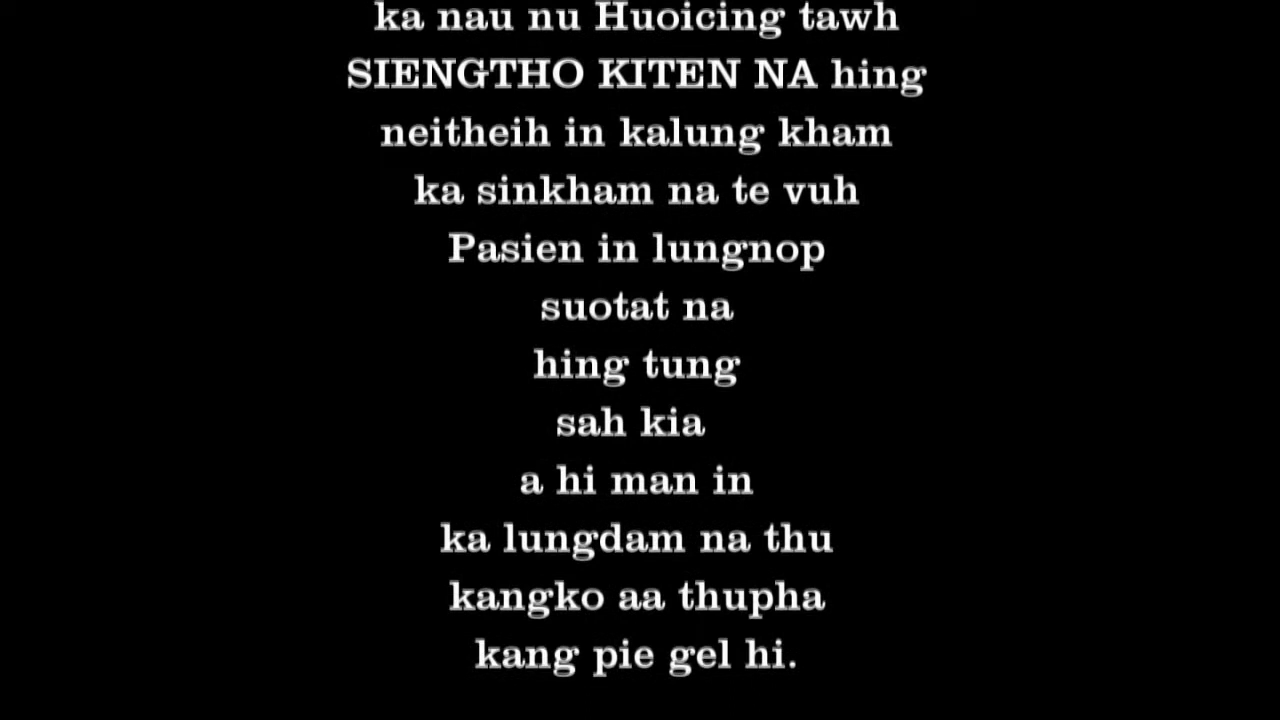 ka nau nu Huoicing tawh
SIENGTHO KITEN NA hing
neitheih in kalung kham
ka sinkham na te vuh
Pasien in lungnop
suotat na
hing tung
sah kia
a hi man in
ka lungdam na thu
kangko aa thupha
kang pie gel hi.